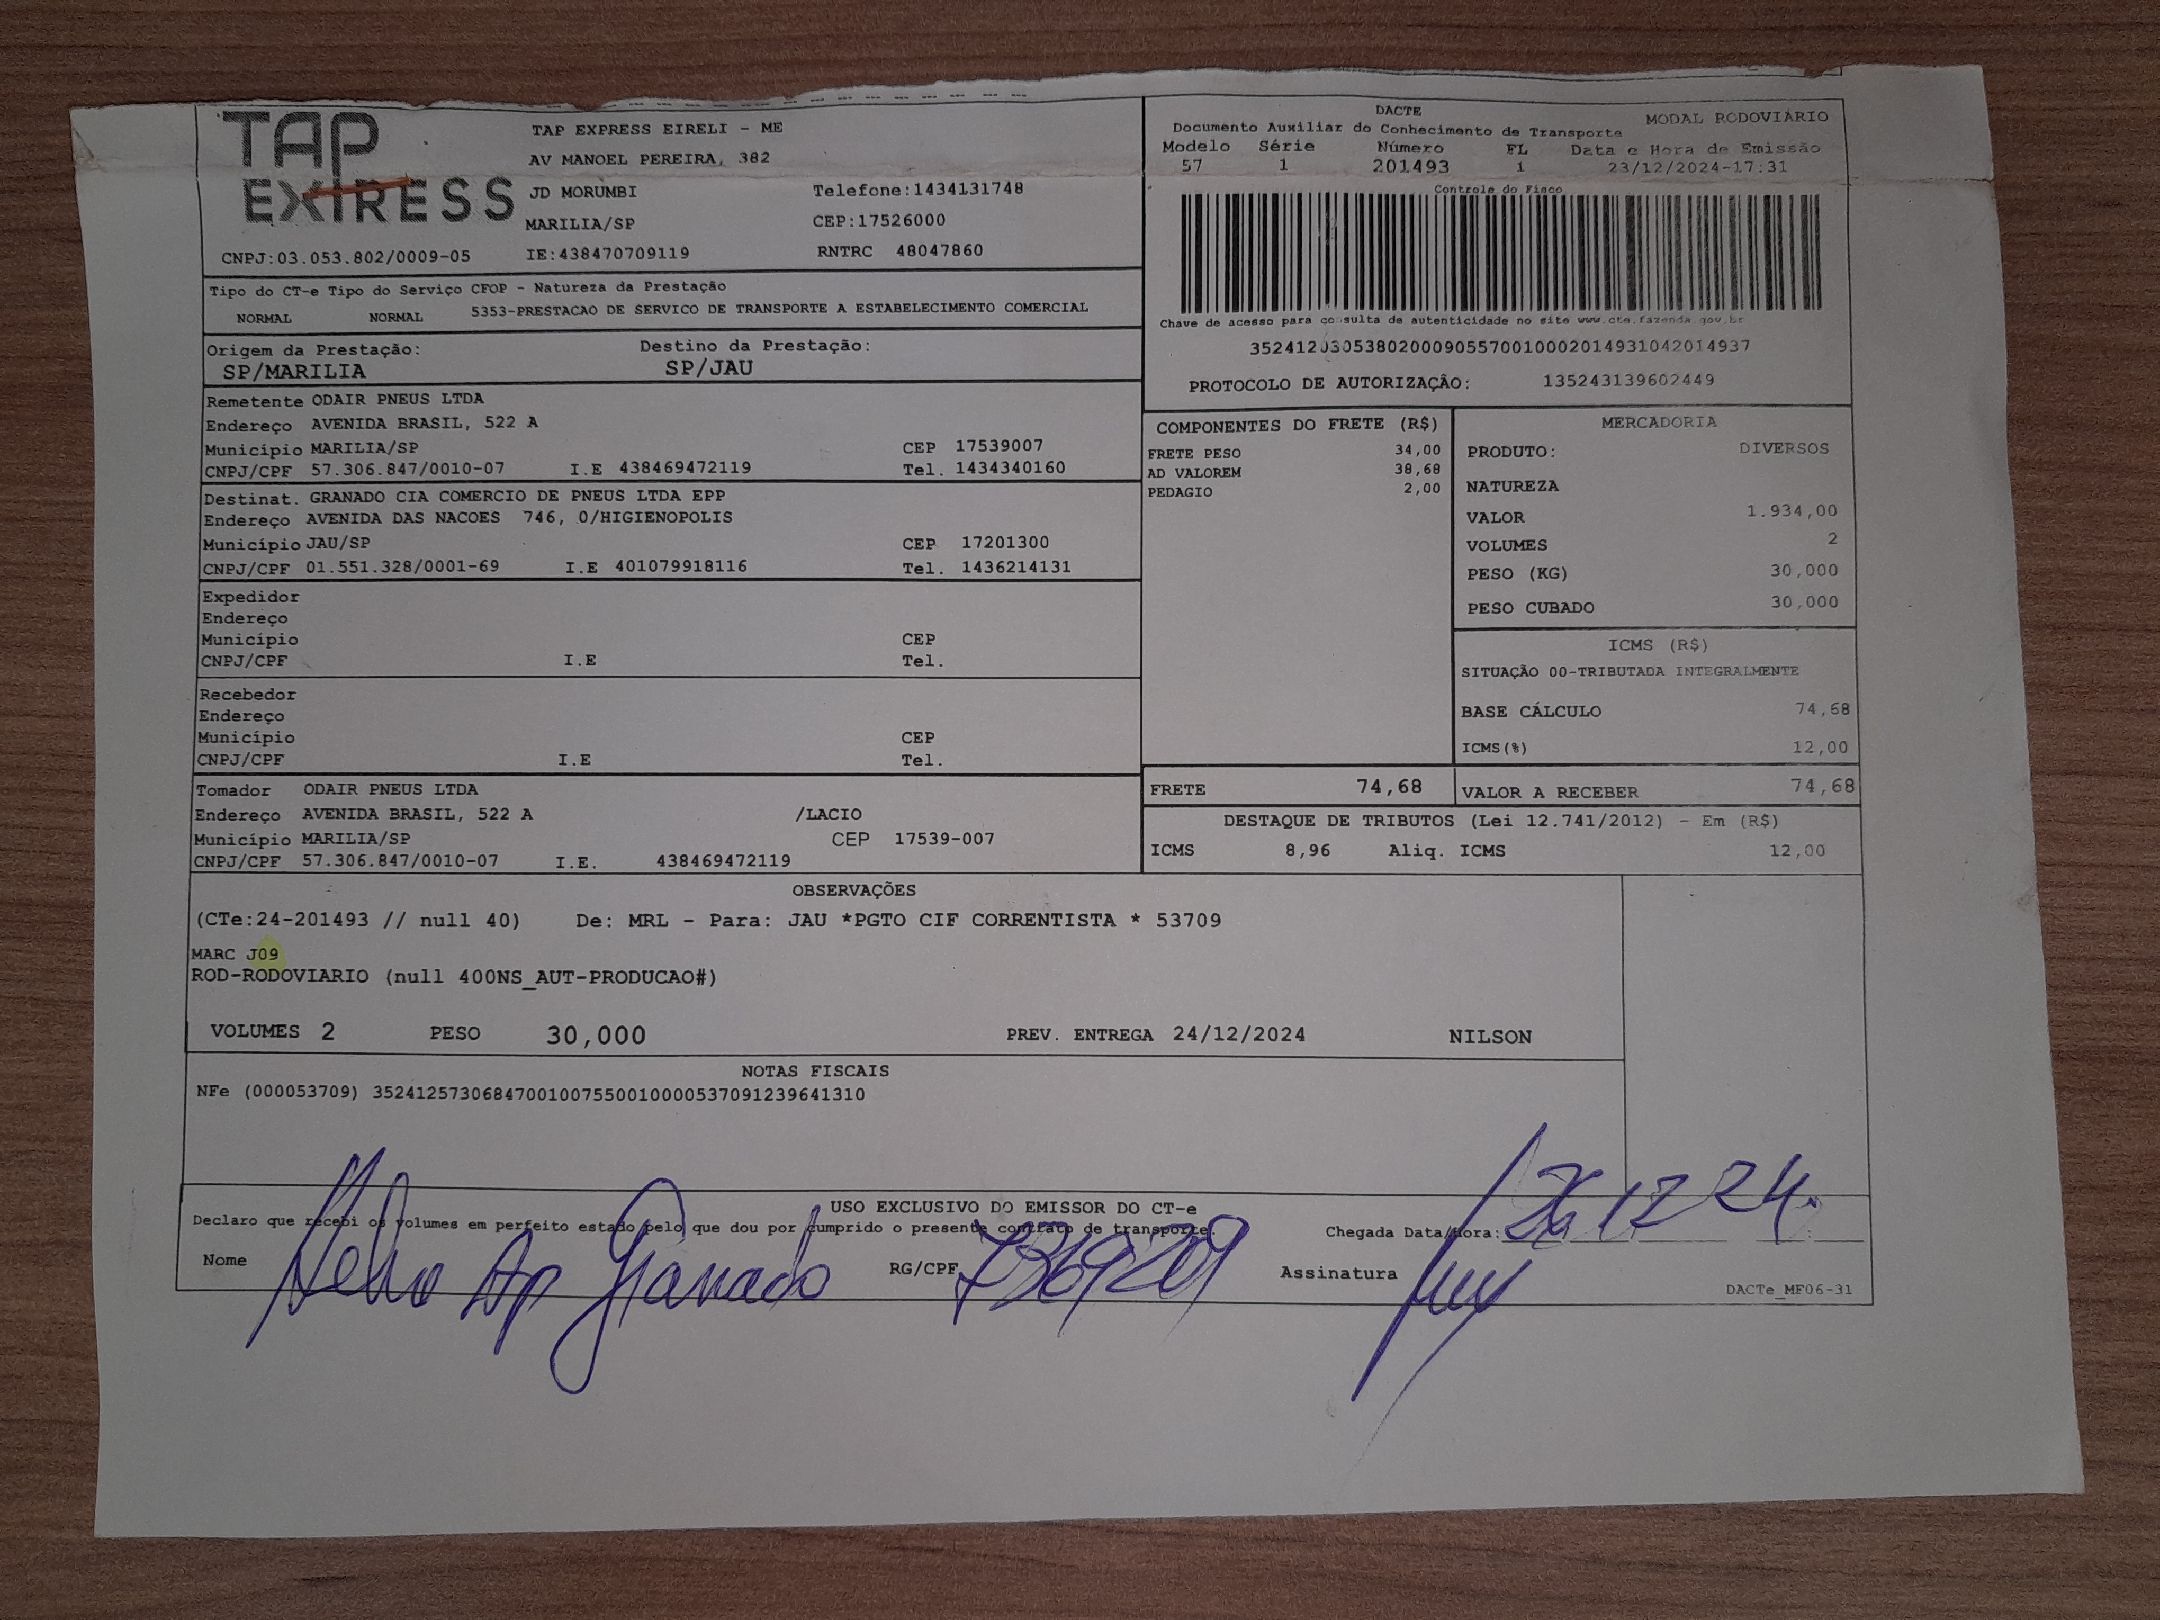 TAP EXPRESS
TAP EXPRESS EIRELI - ME
AV MANOEL PEREIRA, 382
JD MORUMBI Telefone:1434131748
MARILIA/SP CEP:17526000
CNPJ:03.053.802/0009-05 IE:438470709119 RNTRC 48047860
DACTE
MODAL RODOVIÁRIO
Documento Auxiliar do Conhecimento de Transporte
Modelo Série Número FL Data e Hora de Emissão
57 1 201493 1 23/12/2024-17:31
Controle do Fisco
Chave de acesso para consulta de autenticidade no site www.cte.fazenda.gov.br
35241203053802000905570010002014931042014937
PROTOCOLO DE AUTORIZAÇÃO: 135243139602449
Tipo do CT-e Tipo do Serviço CFOP - Natureza da Prestação
NORMAL NORMAL 5353-PRESTACAO DE SERVICO DE TRANSPORTE A ESTABELECIMENTO COMERCIAL
Origem da Prestação: Destino da Prestação:
SP/MARILIA SP/JAU
Remetente ODAIR PNEUS LTDA
Endereço AVENIDA BRASIL, 522 A
Município MARILIA/SP CEP 17539007
CNPJ/CPF 57.306.847/0010-07 I.E 438469472119 Tel. 1434340160
Destinat. GRANADO CIA COMERCIO DE PNEUS LTDA EPP
Endereço AVENIDA DAS NACOES 746, 0/HIGIENOPOLIS
Município JAU/SP CEP 17201300
CNPJ/CPF 01.551.328/0001-69 I.E 401079918116 Tel. 1436214131
Expedidor
Endereço
Município CEP
CNPJ/CPF I.E Tel.
Recebedor
Endereço
Município CEP
CNPJ/CPF I.E Tel.
Tomador ODAIR PNEUS LTDA
Endereço AVENIDA BRASIL, 522 A /LACIO
Município MARILIA/SP CEP 17539-007
CNPJ/CPF 57.306.847/0010-07 I.E. 438469472119
COMPONENTES DO FRETE (R$)
FRETE PESO 34,00
AD VALOREM 38,68
PEDAGIO 2,00
MERCADORIA
PRODUTO: DIVERSOS
NATUREZA
VALOR 1.934,00
VOLUMES 2
PESO (KG) 30,000
PESO CUBADO 30,000
ICMS (R$)
SITUAÇÃO 00-TRIBUTADA INTEGRALMENTE
BASE CÁLCULO 74,68
ICMS(%) 12,00
FRETE 74,68 VALOR A RECEBER 74,68
DESTAQUE DE TRIBUTOS (Lei 12.741/2012) - Em (R$)
ICMS 8,96 Aliq. ICMS 12,00
OBSERVAÇÕES
(CTe:24-201493 // null 40) De: MRL - Para: JAU *PGTO CIF CORRENTISTA * 53709
MARC J09
ROD-RODOVIARIO (null 400NS_AUT-PRODUCAO#)
VOLUMES 2 PESO 30,000 PREV. ENTREGA 24/12/2024 NILSON
NOTAS FISCAIS
NFe (000053709) 35241257306847001007550010000537091239641310
USO EXCLUSIVO DO EMISSOR DO CT-e
Declaro que recebi os volumes em perfeito estado pelo que dou por cumprido o presente contrato de transporte.
Chegada Data/Hora: 26 12 24
Nome Ap Granado RG/CPF 7369209 Assinatura
DACTe_MF06-31